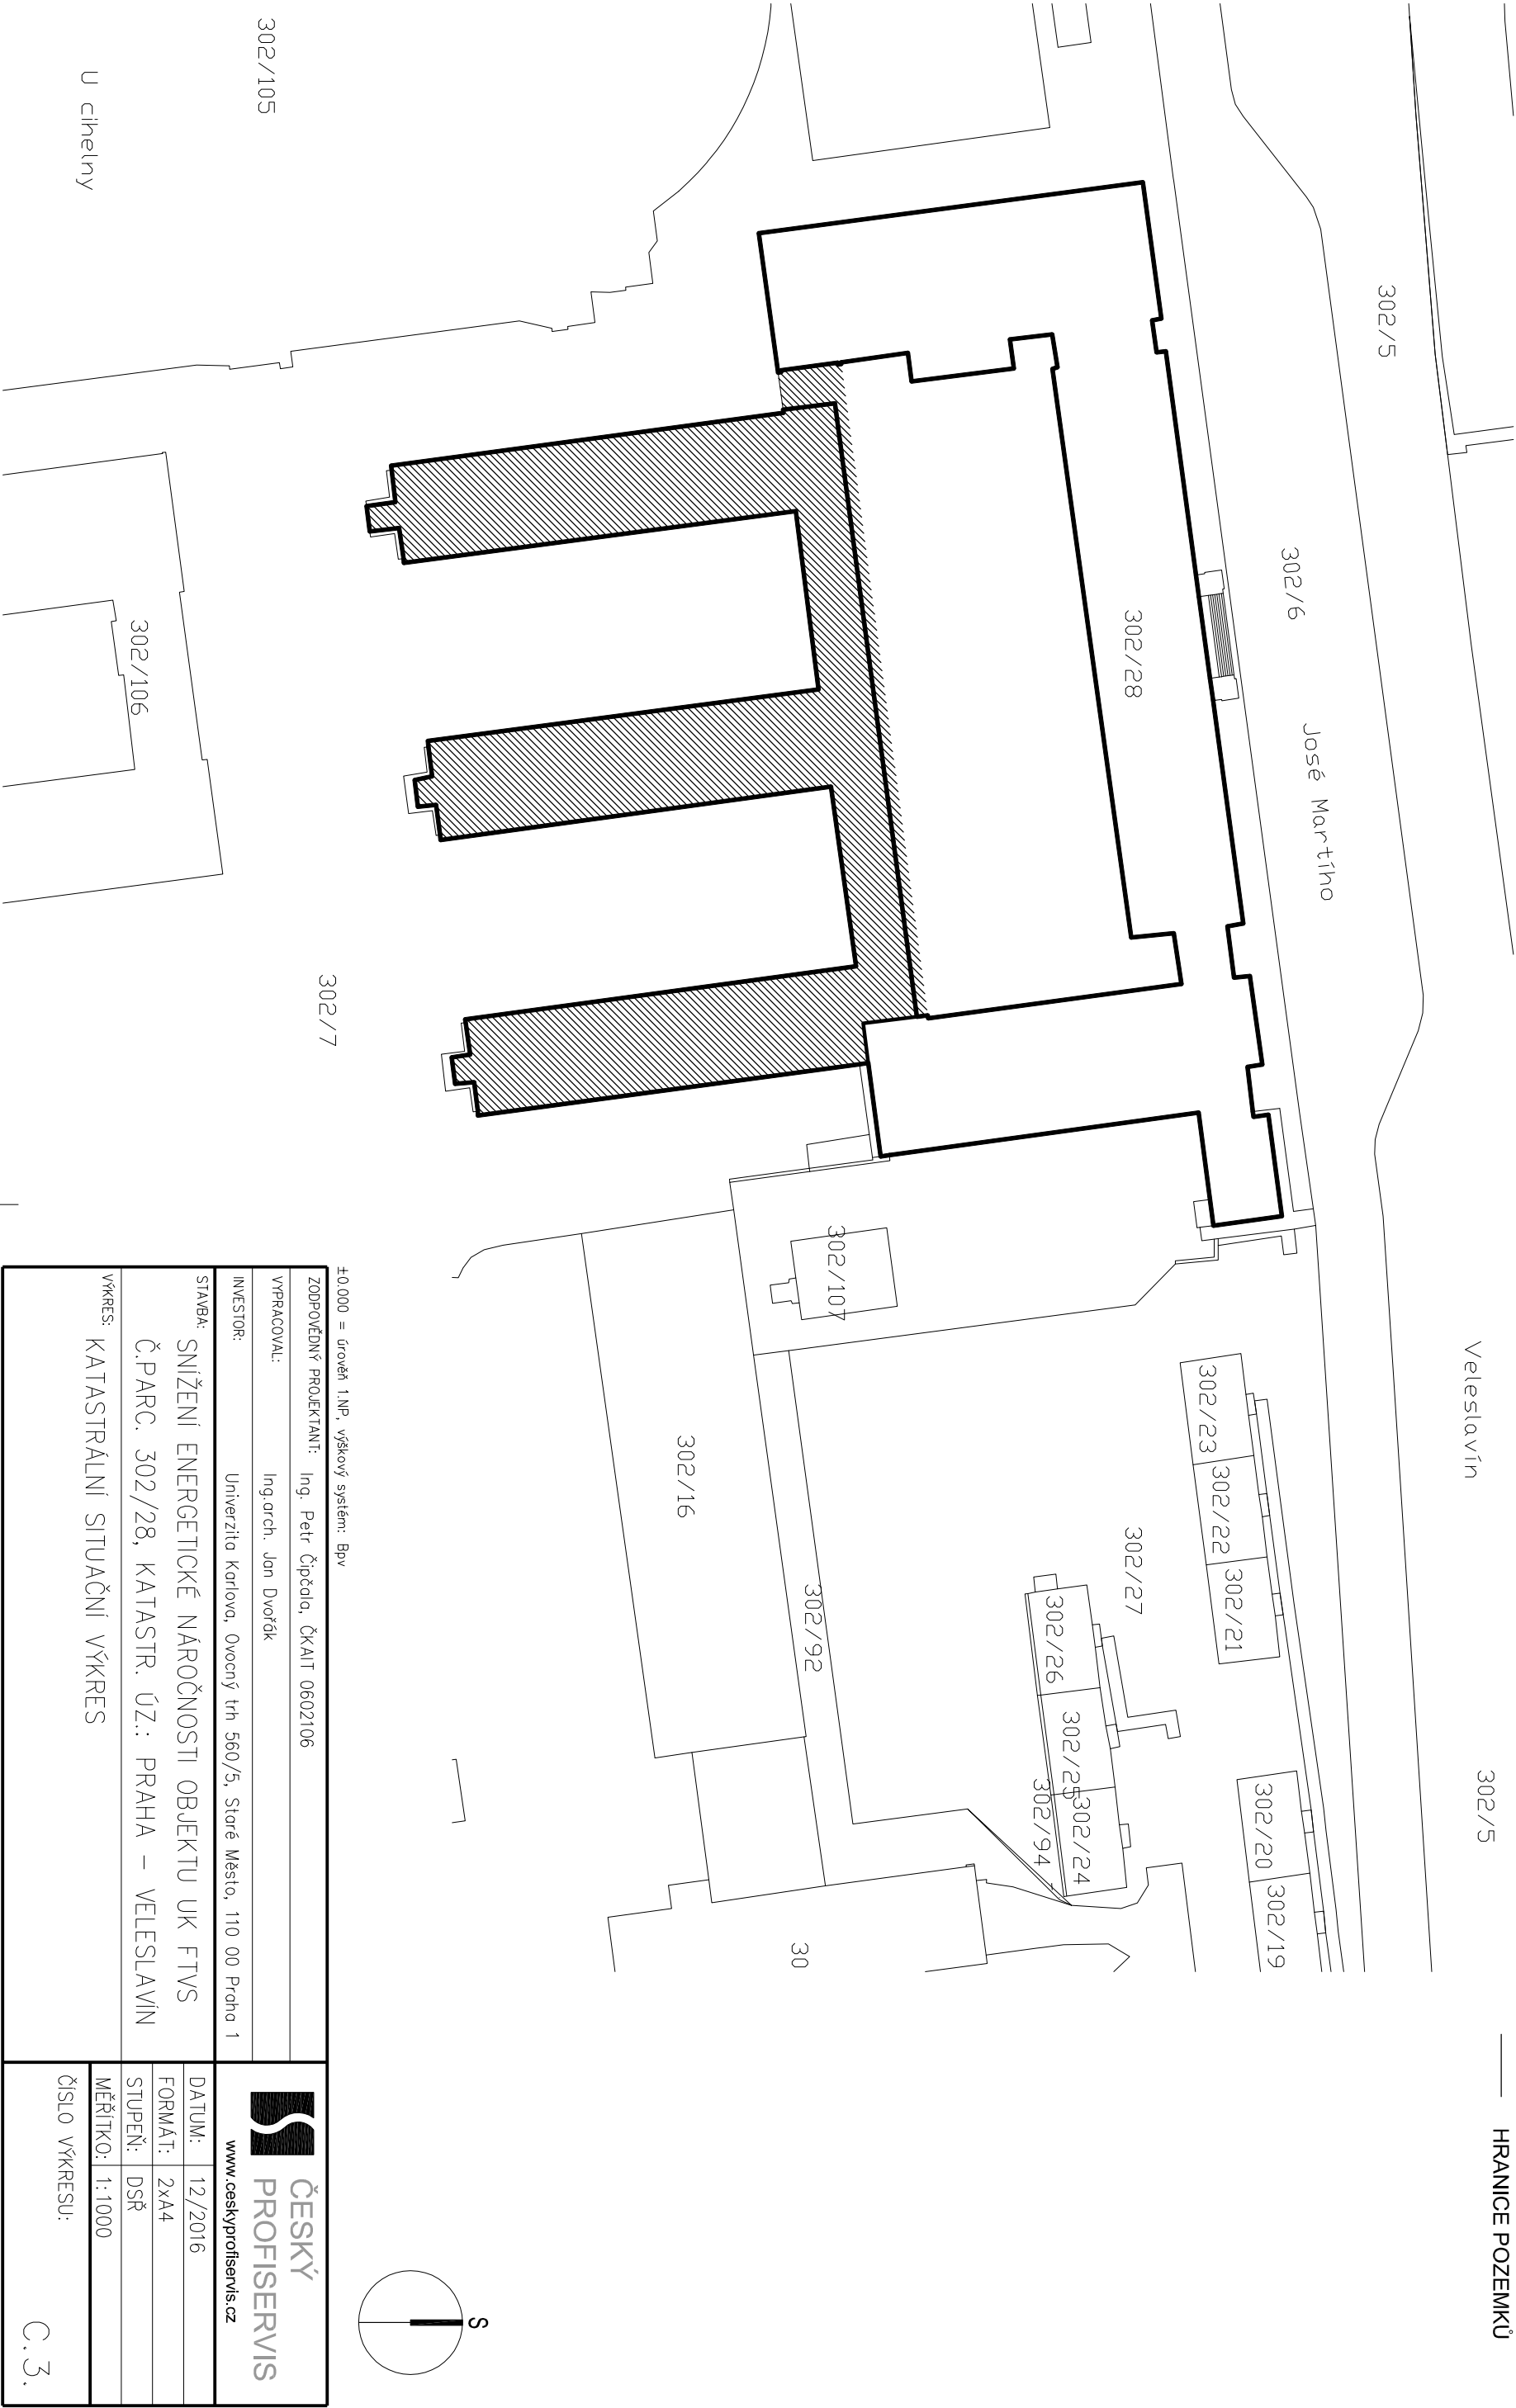 HRANICE POZEMKŮ
302/5
Veleslavín
302/5
302/6
José Martího
302/28
302/23
302/22
302/21
302/20
302/19
302/27
302/26
302/25
302/24
302/94
302/92
302/107
302/16
30
302/105
U cihelny
302/106
302/7
S
±0.000 = úroveň 1.NP, výškový systém: Bpv
ZODPOVĚDNÝ PROJEKTANT: Ing. Petr Čipčala, ČKAIT 0602106
VYPRACOVAL: Ing.arch. Jan Dvořák
INVESTOR: Univerzita Karlova, Ovocný trh 560/5, Staré Město, 110 00 Praha 1
STAVBA: SNÍŽENÍ ENERGETICKÉ NÁROČNOSTI OBJEKTU UK FTVS
Č.PARC. 302/28, KATASTR. ÚZ.: PRAHA – VELESLAVÍN
VÝKRES: KATASTRÁLNÍ SITUAČNÍ VÝKRES
ČESKÝ
PROFISERVIS
www.ceskyprofiservis.cz
DATUM: 12/2016
FORMÁT: 2xA4
STUPEŇ: DSŘ
MĚŘÍTKO: 1:1000
ČÍSLO VÝKRESU:
C.3.